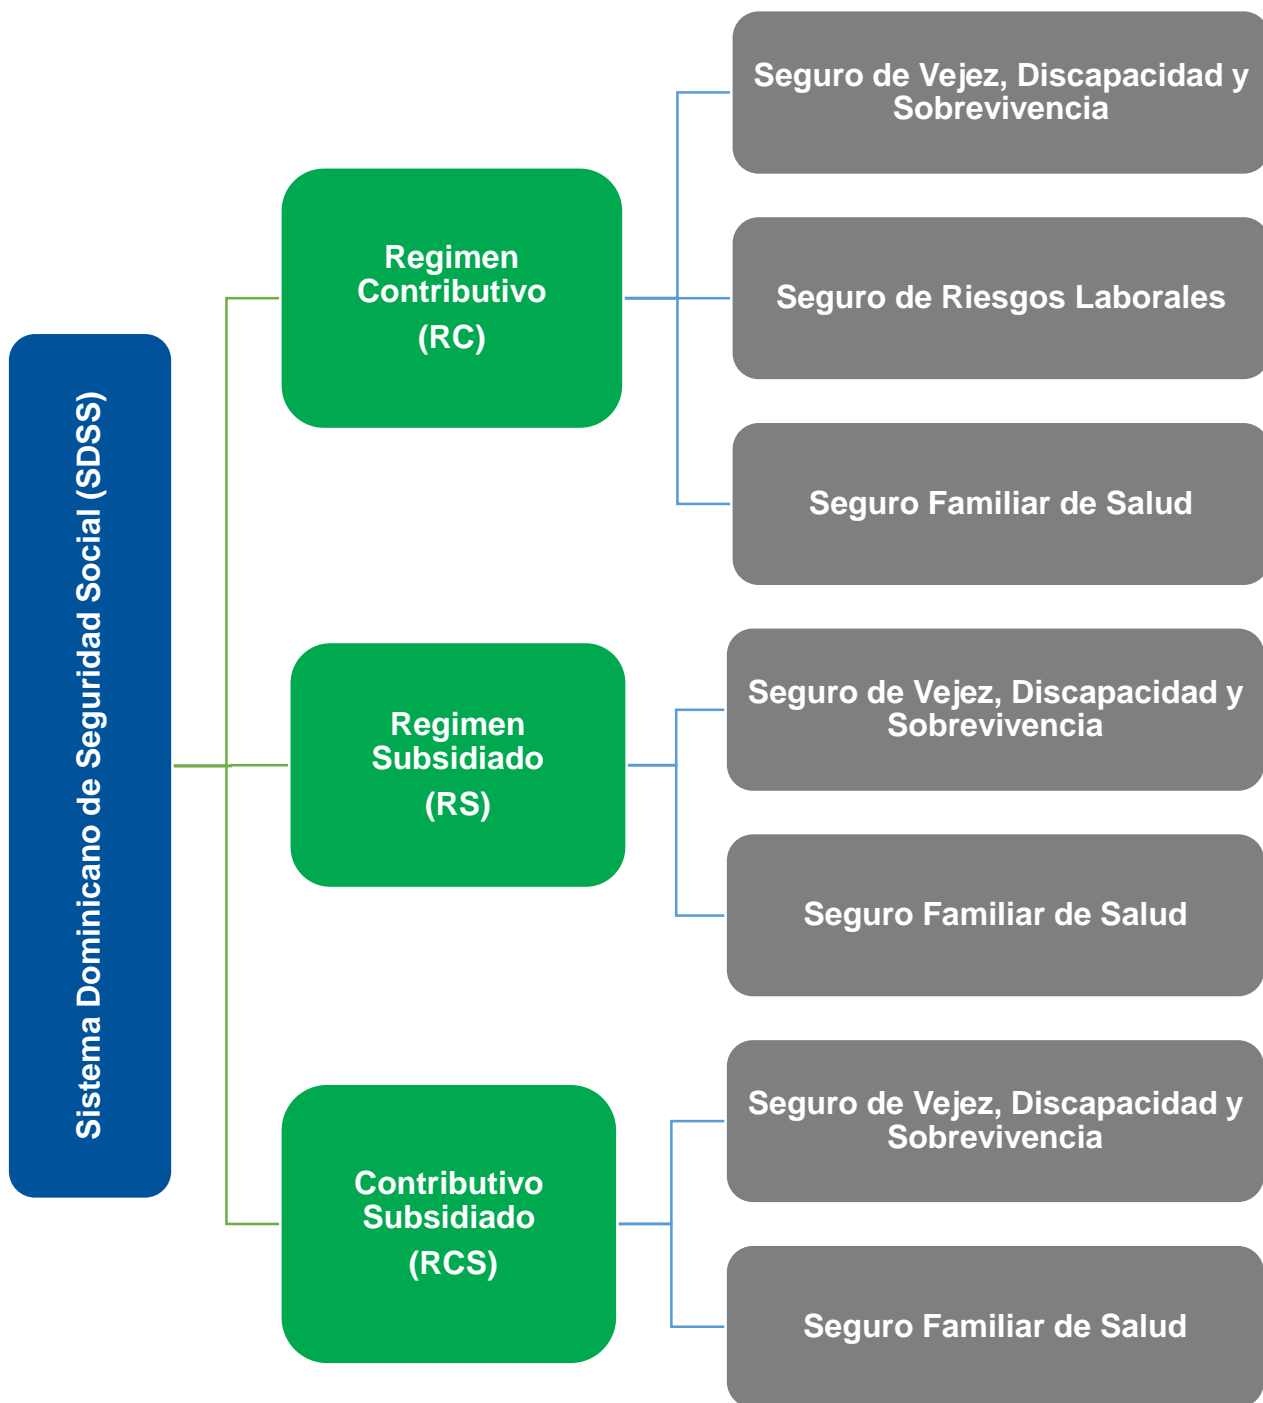 Sistema Dominicano de Seguridad Social (SDSS)
Regimen
Contributivo
(RC)
Seguro de Vejez, Discapacidad y
Sobrevivencia
Seguro de Riesgos Laborales
Seguro Familiar de Salud
Regimen
Subsidiado
(RS)
Seguro de Vejez, Discapacidad y
Sobrevivencia
Seguro Familiar de Salud
Contributivo
Subsidiado
(RCS)
Seguro de Vejez, Discapacidad y
Sobrevivencia
Seguro Familiar de Salud